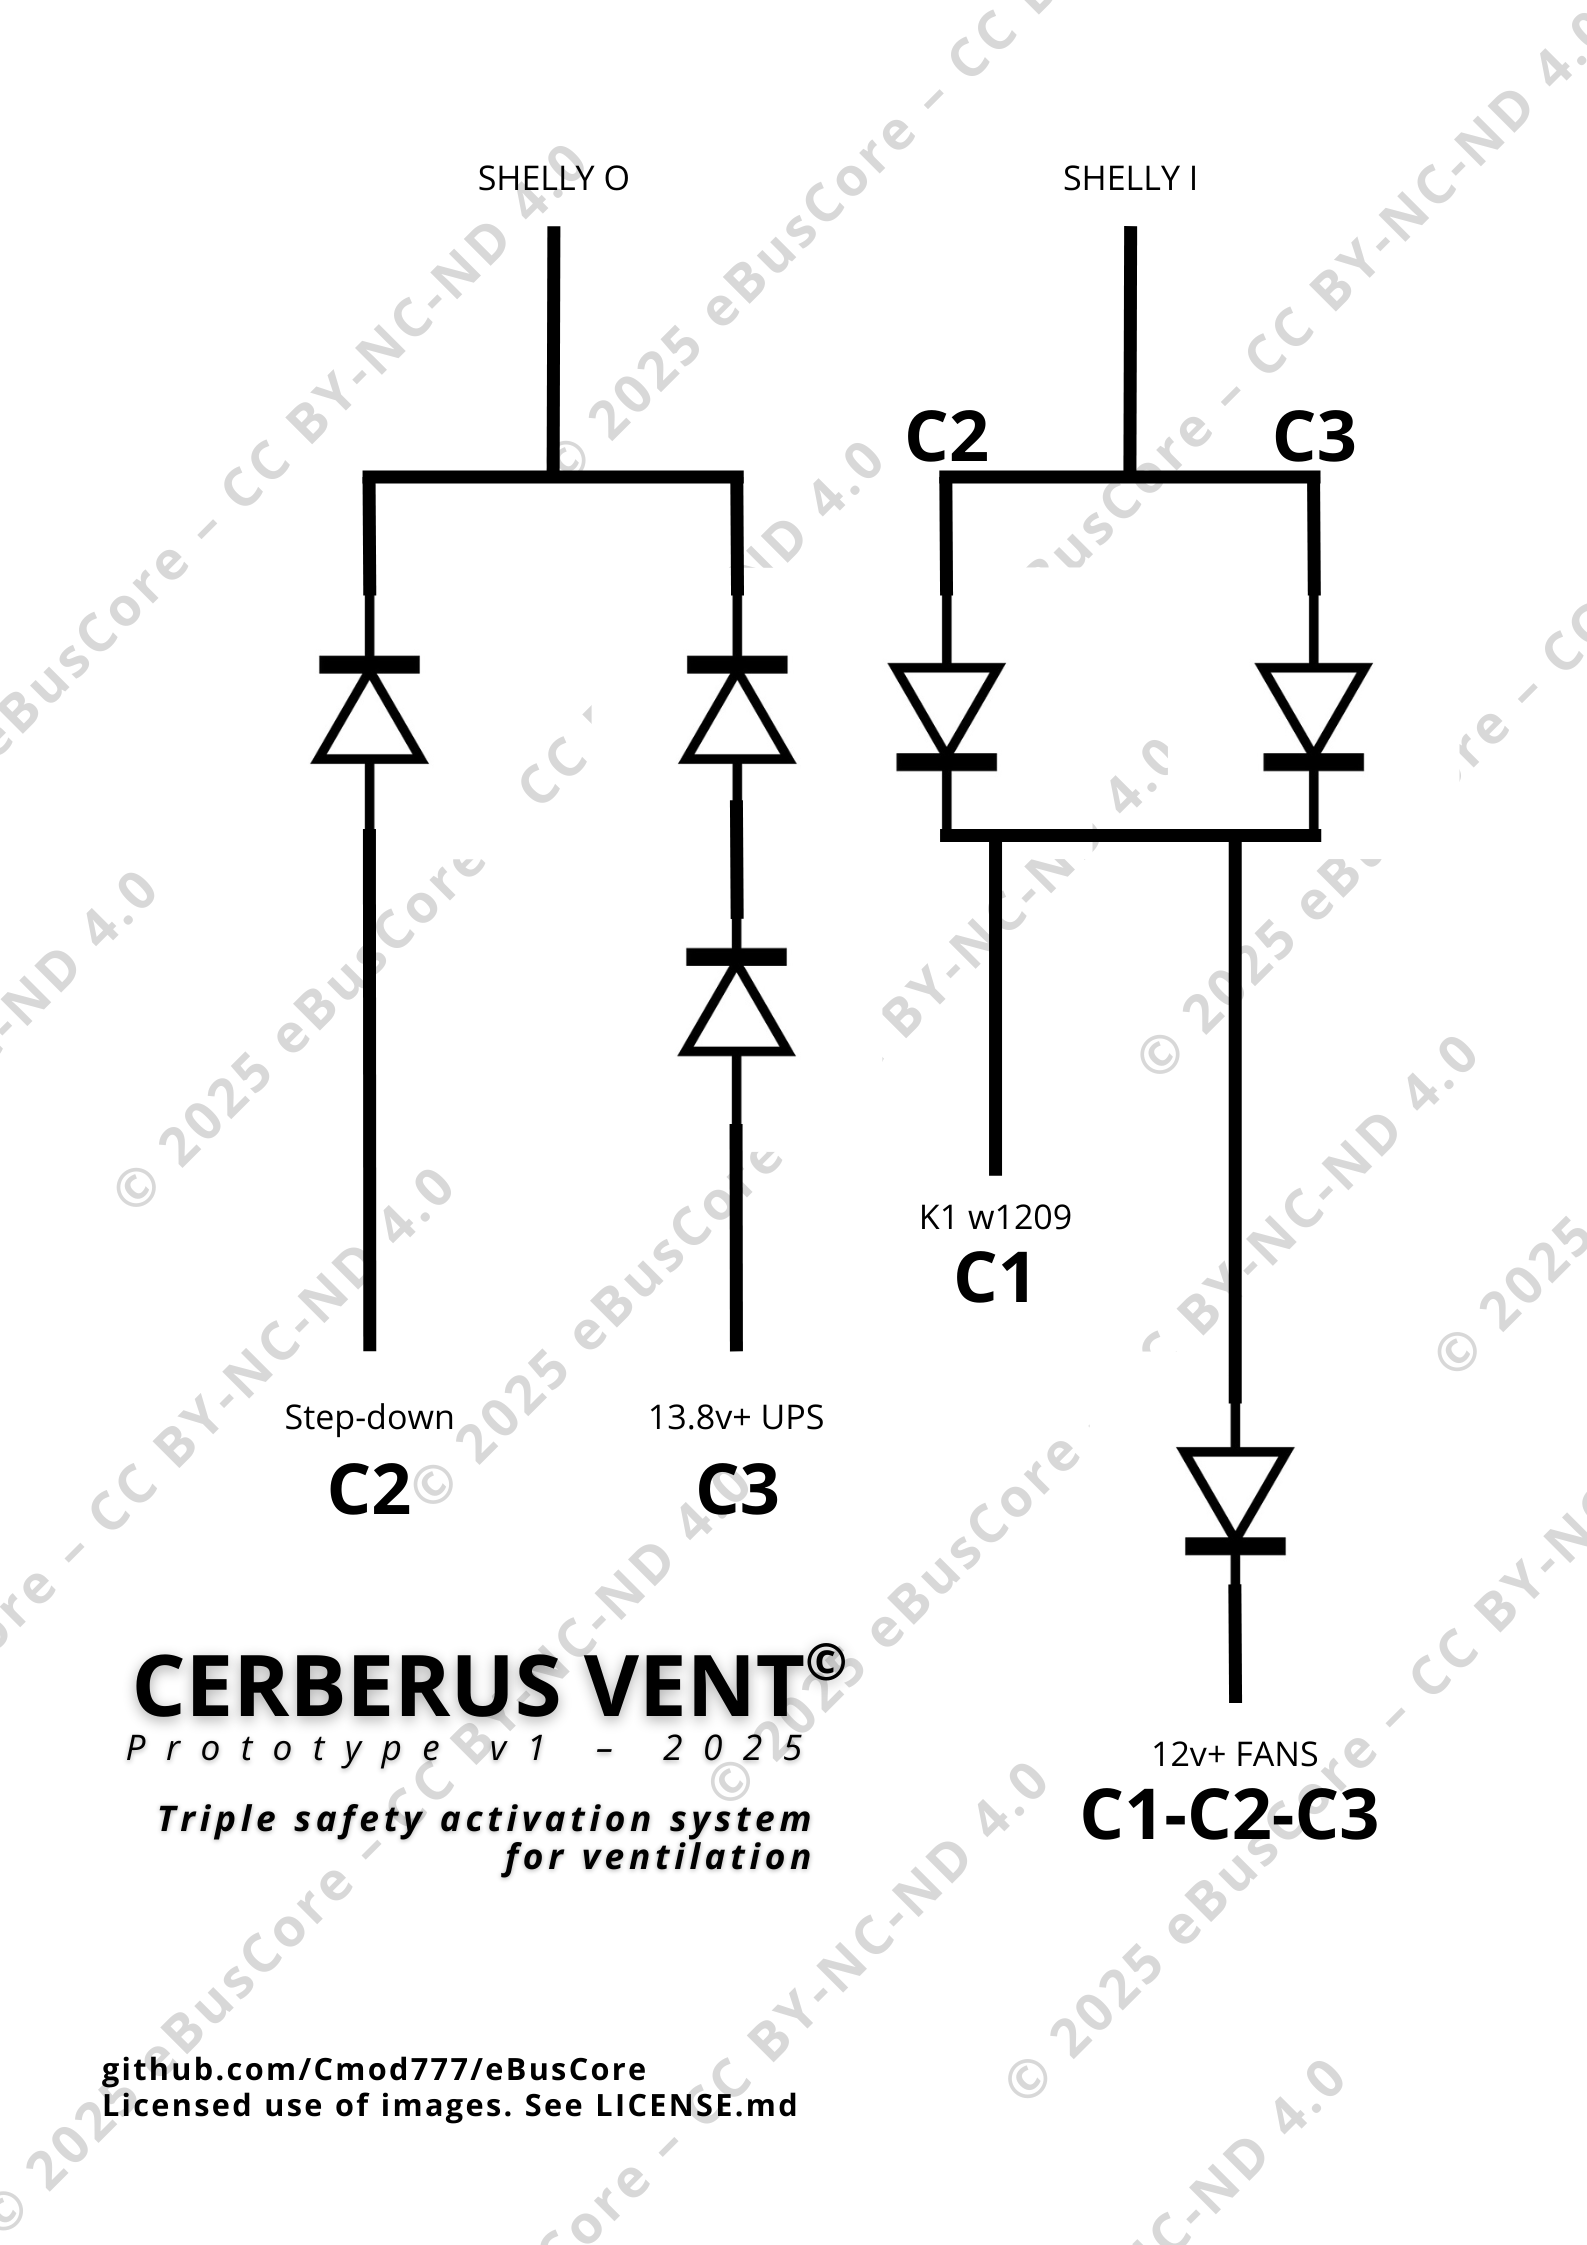 SHELLY O
SHELLY I
C2
C3
K1 w1209
C1
Step-down
C2
13.8v+ UPS
C3
12v+ FANS
C1-C2-C3
CERBERUS VENT©
Prototype v1 – 2025
Triple safety activation system
for ventilation
github.com/Cmod777/eBusCore
Licensed use of images. See LICENSE.md
© 2025 eBusCore – CC BY-NC-ND 4.0